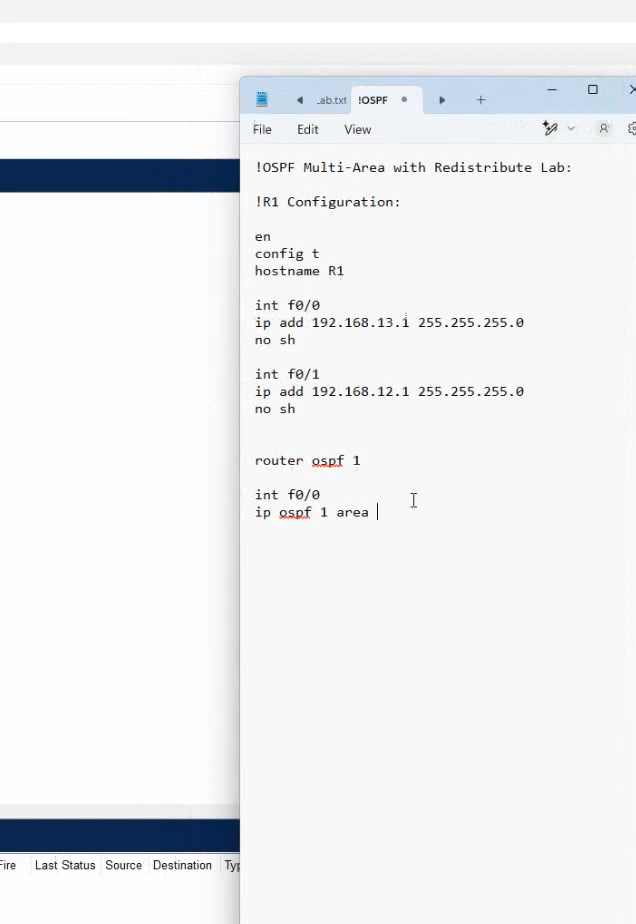 .ab.txt
!OSPF
File Edit View
!OSPF Multi-Area with Redistribute Lab:
!R1 Configuration:
en
config t
hostname R1
int f0/0
ip add 192.168.13.1 255.255.255.0
no sh
int f0/1
ip add 192.168.12.1 255.255.255.0
no sh
router ospf 1
int f0/0
ip ospf 1 area
Fire Last Status Source Destination Typ